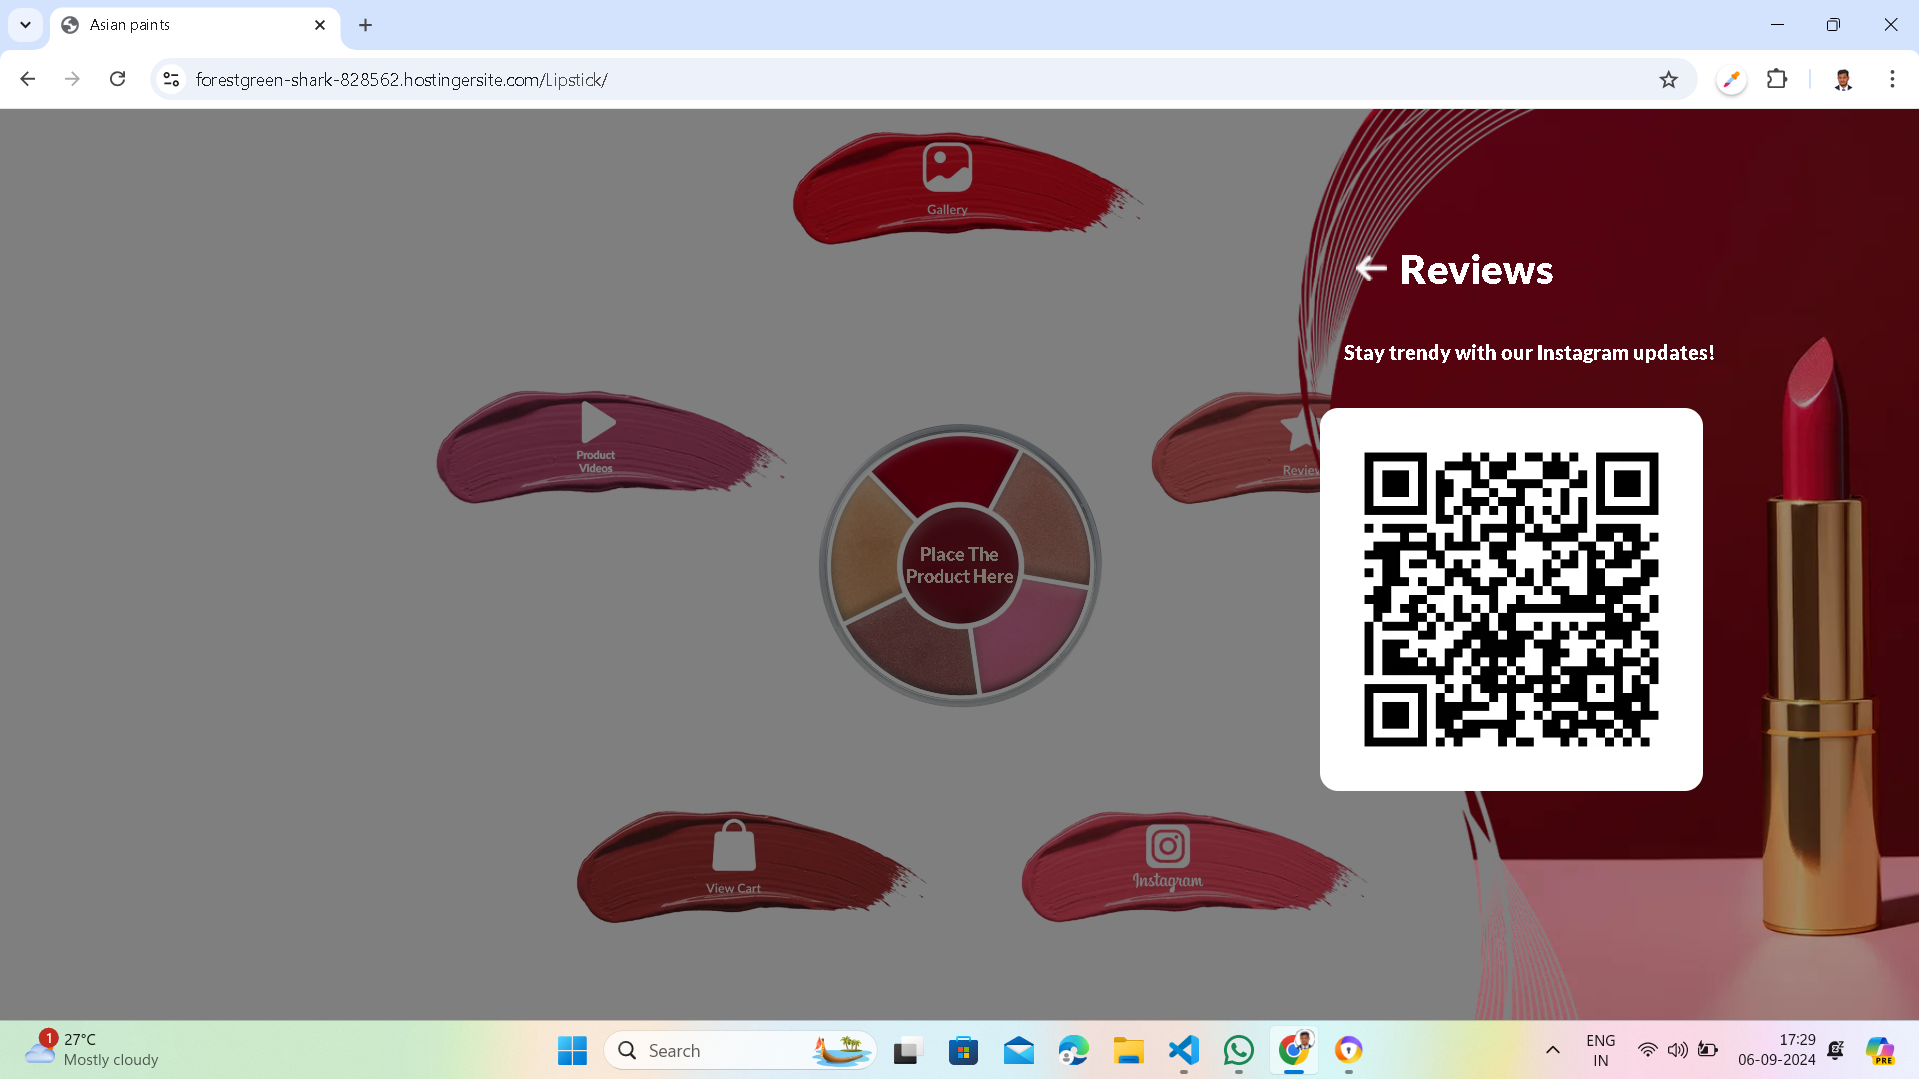 Asian paints
forestgreen-shark-828562.hostingersite.com/Lipstick/
Gallery
Reviews
Stay trendy with our Instagram updates!
Product
Videos
Review
Place The
Product Here
View Cart
Instagram
1
27°C
Mostly cloudy
Search
ENG
IN
17:29
06-09-2024
PRE